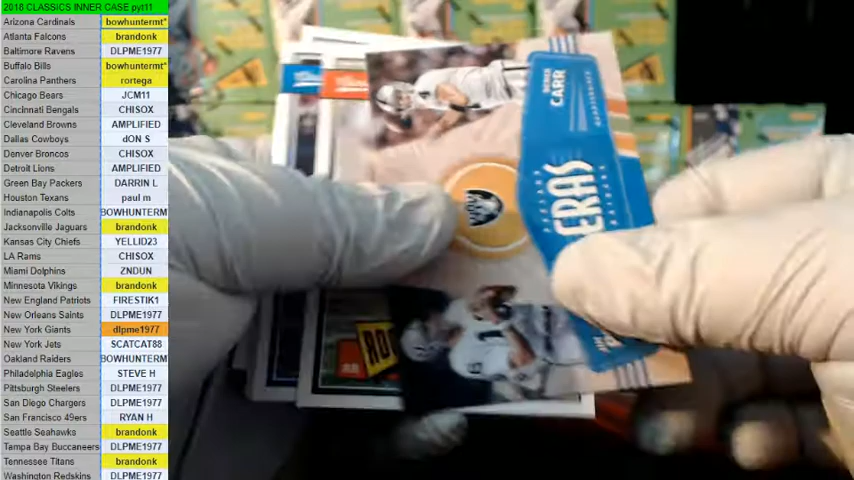 2018 CLASSICS INNER CASE pyt11
Arizona Cardinals bowhuntermt*
Atlanta Falcons brandonk
Baltimore Ravens DLPME1977
Buffalo Bills bowhuntermt*
Carolina Panthers rortega
Chicago Bears JCM11
Cincinnati Bengals CHISOX
Cleveland Browns AMPLIFIED
Dallas Cowboys dON S
Denver Broncos CHISOX
Detroit Lions AMPLIFIED
Green Bay Packers DARRIN L
Houston Texans paul m
Indianapolis Colts BOWHUNTERM
Jacksonville Jaguars brandonk
Kansas City Chiefs YELLID23
LA Rams CHISOX
Miami Dolphins ZNDUN
Minnesota Vikings brandonk
New England Patriots FIRESTIK1
New Orleans Saints DLPME1977
New York Giants dlpme1977
New York Jets SCATCAT88
Oakland Raiders BOWHUNTERM
Philadelphia Eagles STEVE H
Pittsburgh Steelers DLPME1977
San Diego Chargers DLPME1977
San Francisco 49ers RYAN H
Seattle Seahawks brandonk
Tampa Bay Buccaneers DLPME1977
Tennessee Titans brandonk
Washington Redskins DLPME1977
CARR
ERAS